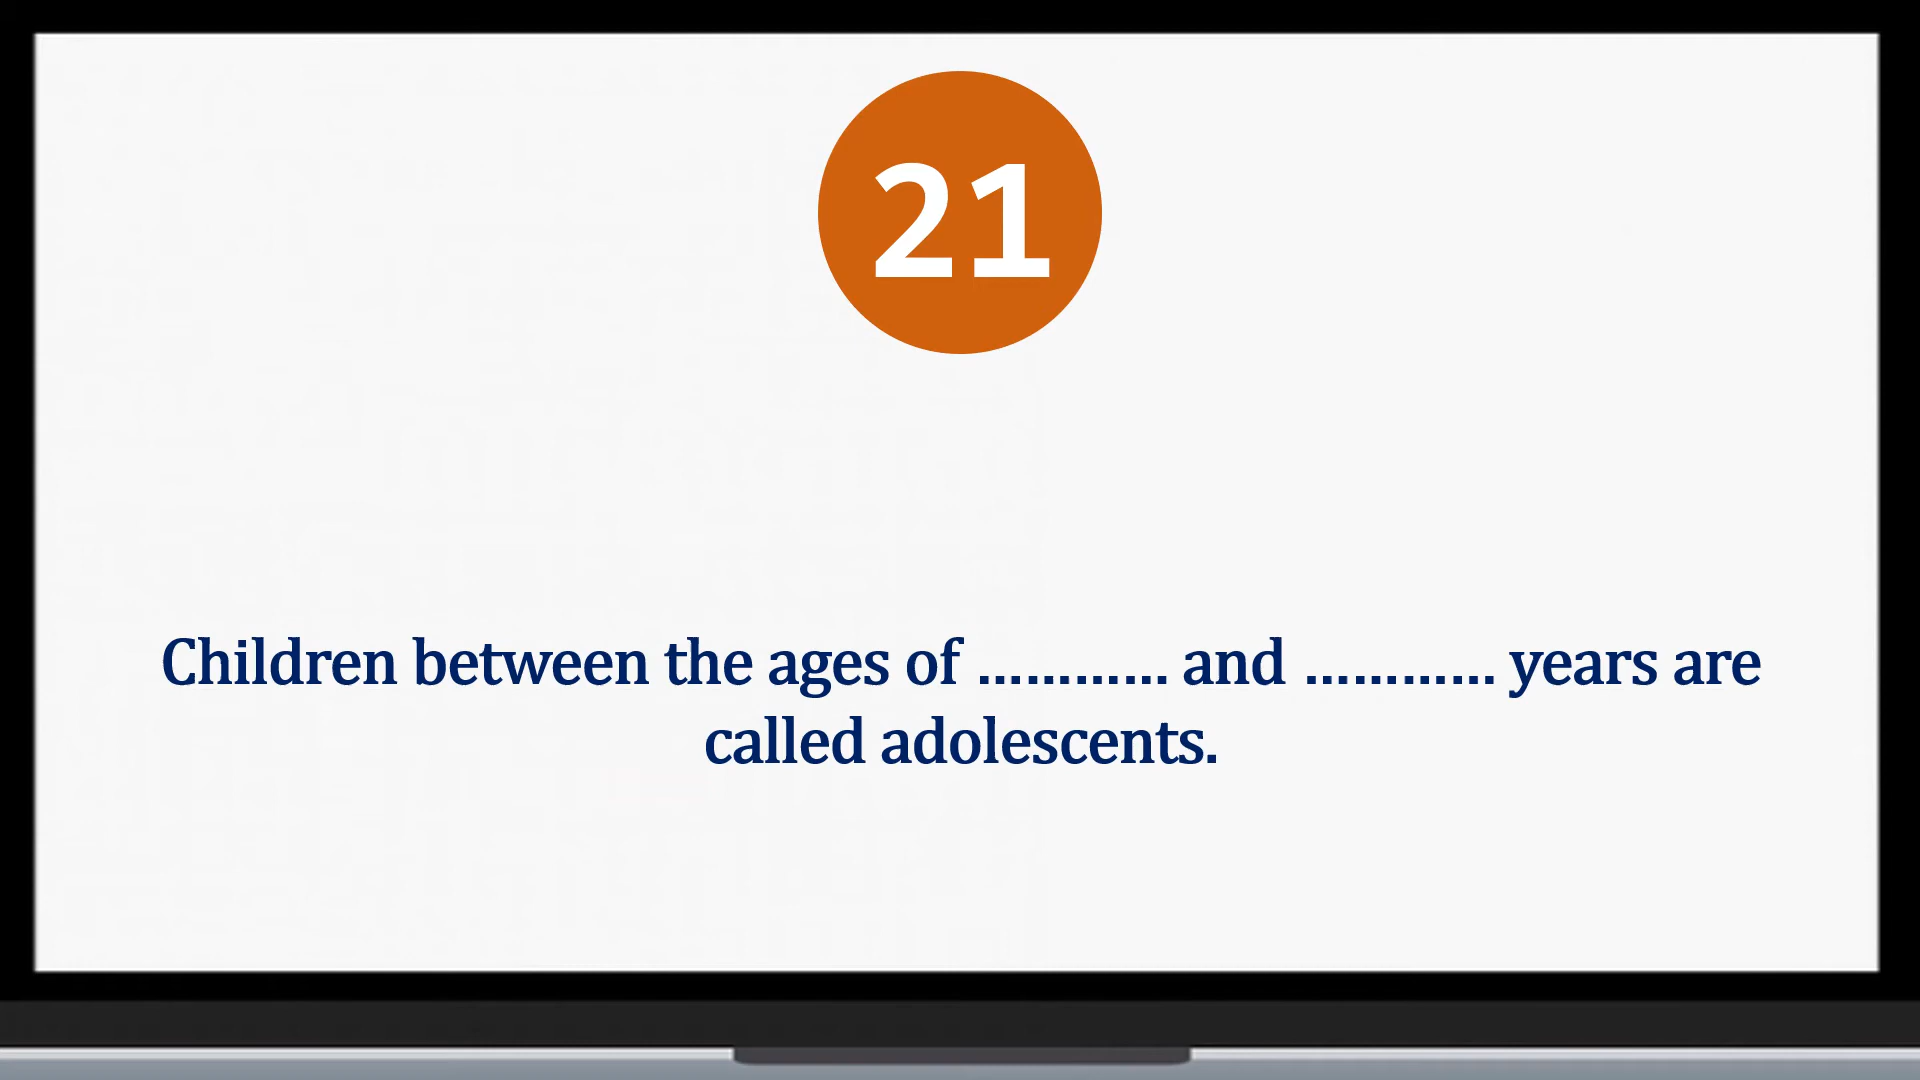 21
Children between the ages of ………… and ………… years are
called adolescents.